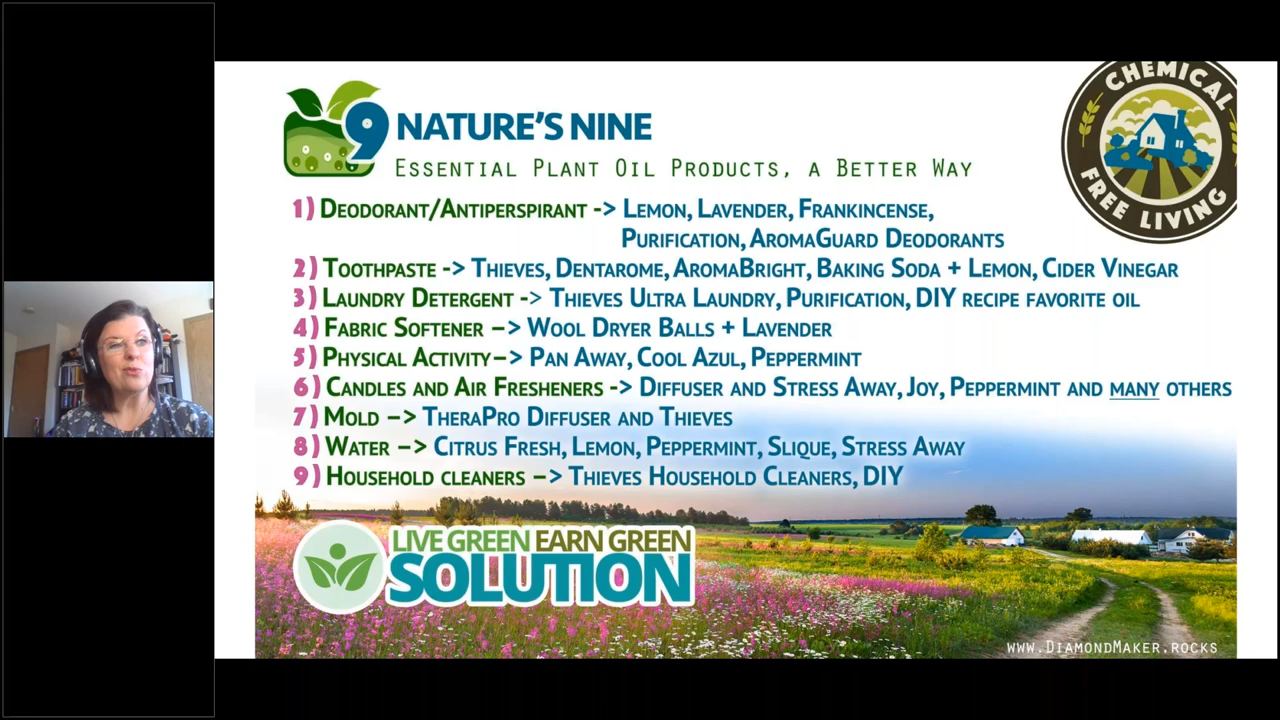 9 NATURE'S NINE
ESSENTIAL PLANT OIL PRODUCTS, A BETTER WAY
CHEMICAL
FREE LIVING
1) DEODORANT/ANTIPERSPIRANT -> LEMON, LAVENDER, FRANKINCENSE,
PURIFICATION, AROMAGUARD DEODORANTS
2) TOOTHPASTE -> THIEVES, DENTAROME, AROMABRIGHT, BAKING SODA + LEMON, CIDER VINEGAR
3) LAUNDRY DETERGENT -> THIEVES ULTRA LAUNDRY, PURIFICATION, DIY RECIPE FAVORITE OIL
4) FABRIC SOFTENER –> WOOL DRYER BALLS + LAVENDER
5) PHYSICAL ACTIVITY –> PAN AWAY, COOL AZUL, PEPPERMINT
6) CANDLES AND AIR FRESHENERS -> DIFFUSER AND STRESS AWAY, JOY, PEPPERMINT AND MANY OTHERS
7) MOLD –> THERAPRO DIFFUSER AND THIEVES
8) WATER –> CITRUS FRESH, LEMON, PEPPERMINT, SLIQUE, STRESS AWAY
9) HOUSEHOLD CLEANERS –> THIEVES HOUSEHOLD CLEANERS, DIY
LIVE GREEN EARN GREEN
SOLUTION
WWW.DIAMONDMAKER.ROCKS